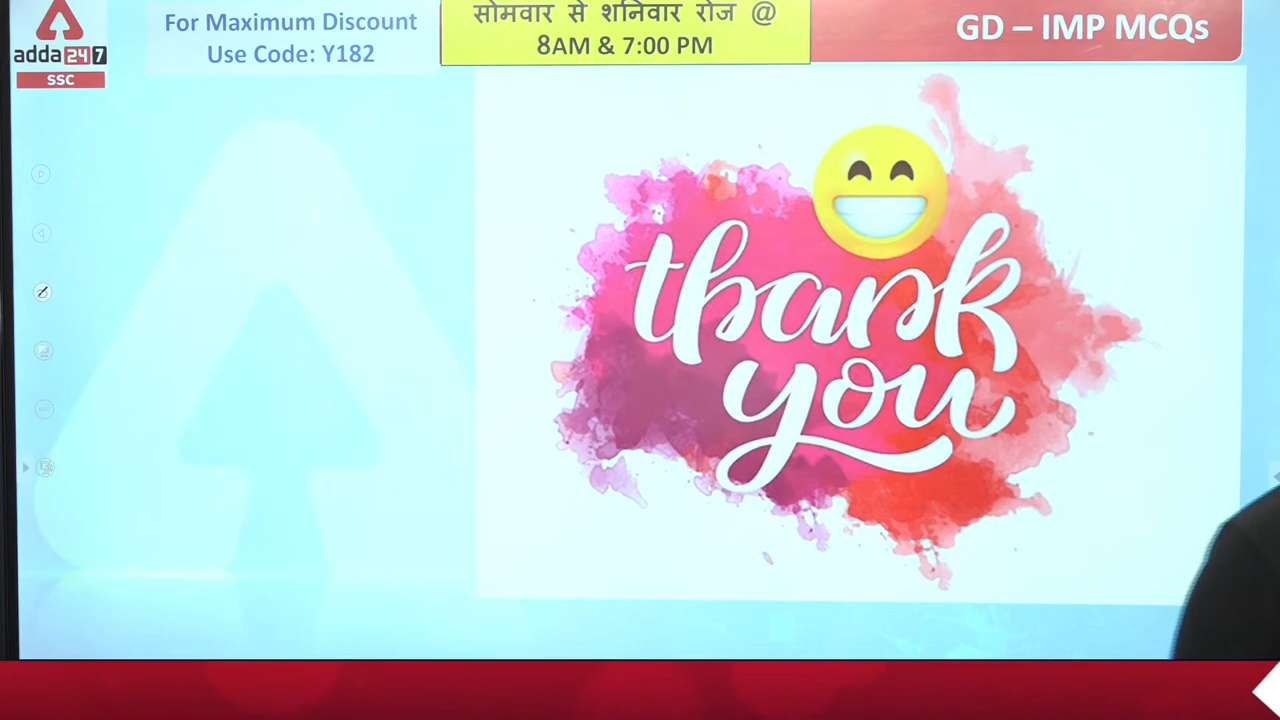 adda247
SSC
For Maximum Discount
Use Code: Y182
सोमवार से शनिवार रोज @
8AM & 7:00 PM
GD – IMP MCQs
thank
you